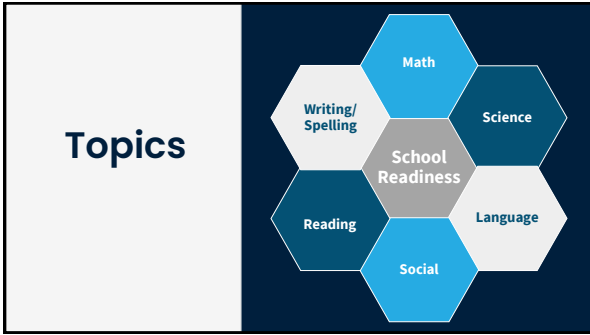 Topics
Math
Writing/
Spelling
Science
School
Readiness
Reading
Language
Social